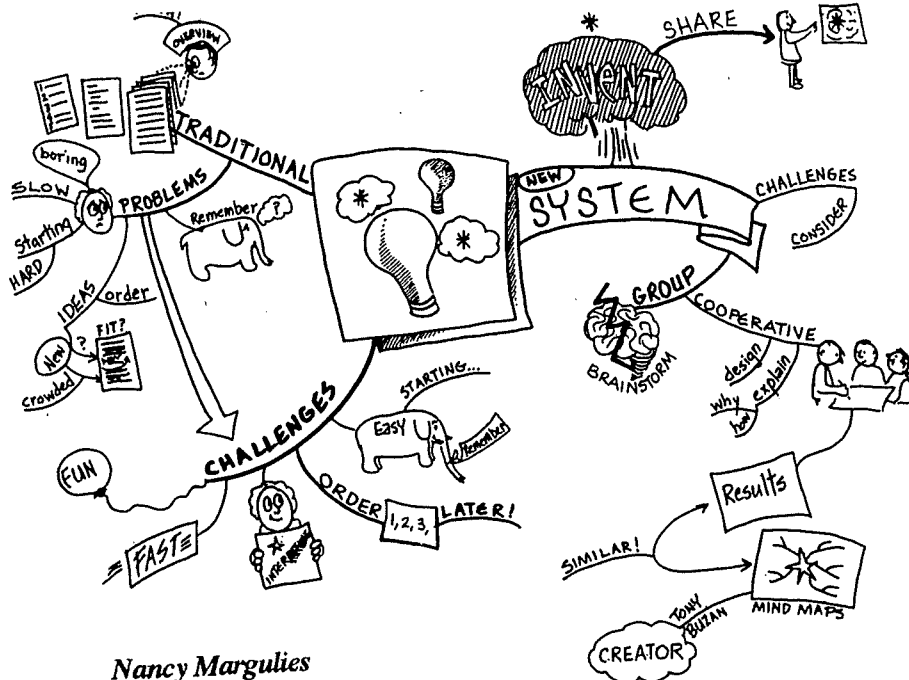 OVERVIEW
TRADITIONAL
boring
SLOW
Starting
HARD
PROBLEMS
Remember
?
IDEAS
order
New
?
FIT?
crowded
CHALLENGES
FUN
FAST
INTERESTING
ORDER
1,2,3,
LATER!
STARTING...
Easy
Remember
NEW
SYSTEM
INVENT
SHARE
CHALLENGES
CONSIDER
GROUP
BRAINSTORM
COOPERATIVE
design
why
how
explain
Results
SIMILAR!
MIND MAPS
TONY
BUZAN
CREATOR
Nancy Margulies